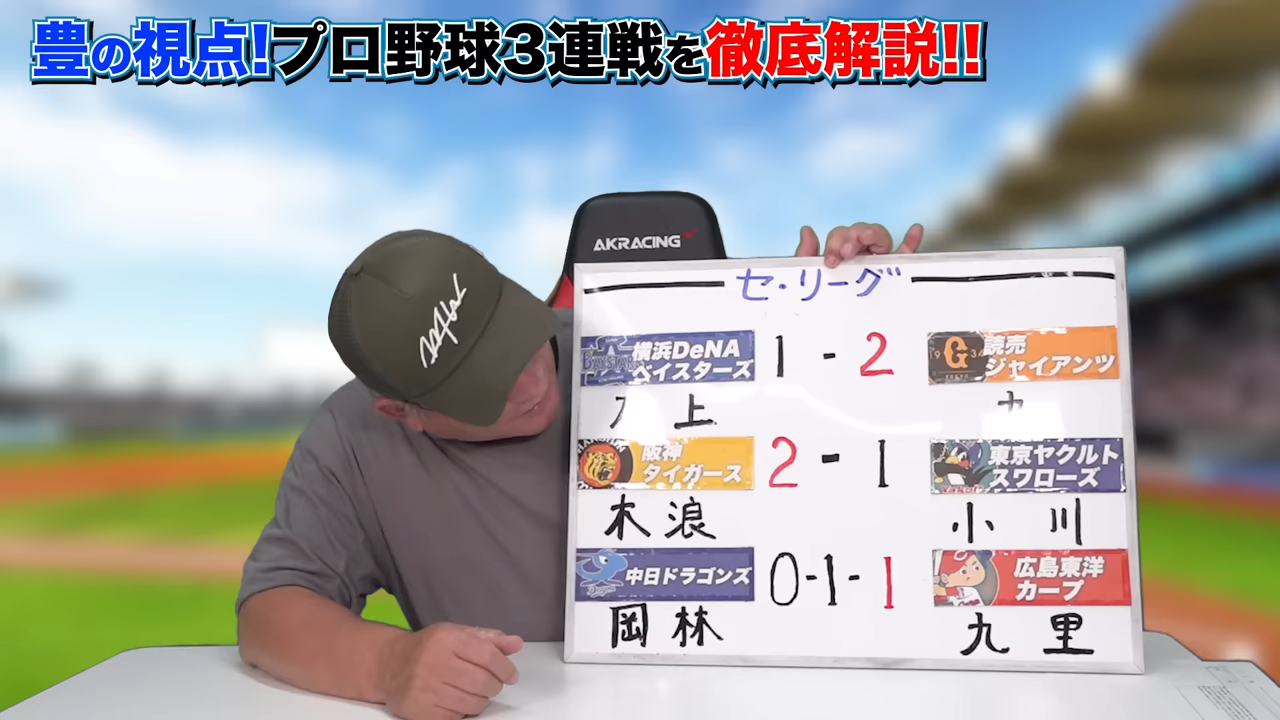 豊の視点!プロ野球3連戦を徹底解説!!
AKRACING
セ・リーグ
横浜DeNA
ベイスターズ
1 - 2
読売
ジャイアンツ
上
阪神
タイガース
2 - 1
東京ヤクルト
スワローズ
木浪
小川
中日ドラゴンズ
0-1-1
広島東洋
カープ
岡林
九里